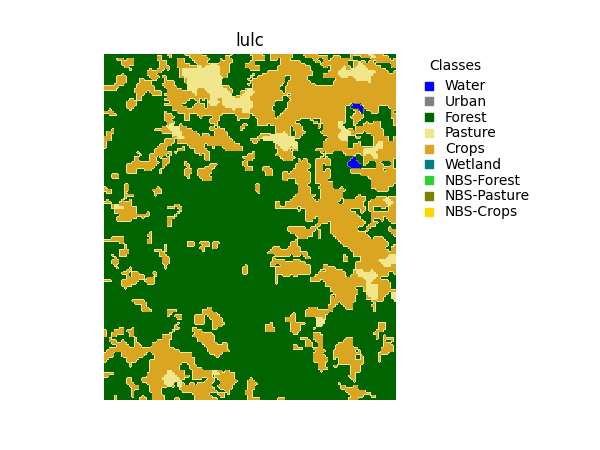 lulc
Classes
Water
Urban
Forest
Pasture
Crops
Wetland
NBS-Forest
NBS-Pasture
NBS-Crops